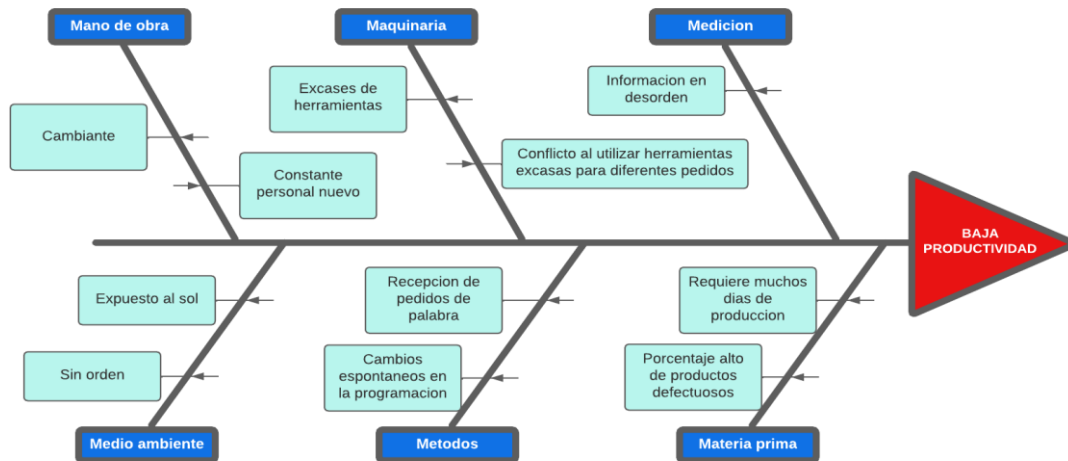 Mano de obra
Maquinaria
Medicion
Excases de
herramientas
Informacion en
desorden
Cambiante
Conflicto al utilizar herramientas
excasas para diferentes pedidos
Constante
personal nuevo
BAJA
PRODUCTIVIDAD
Expuesto al sol
Recepcion de
pedidos de
palabra
Requiere muchos
dias de
produccion
Sin orden
Cambios
espontaneos en
la programacion
Porcentaje alto
de productos
defectuosos
Medio ambiente
Metodos
Materia prima